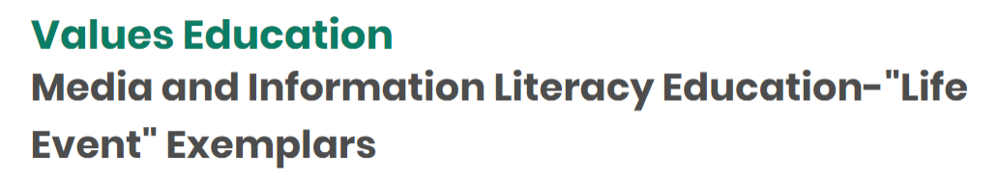 Values Education
Media and Information Literacy Education-"Life
Event" Exemplars